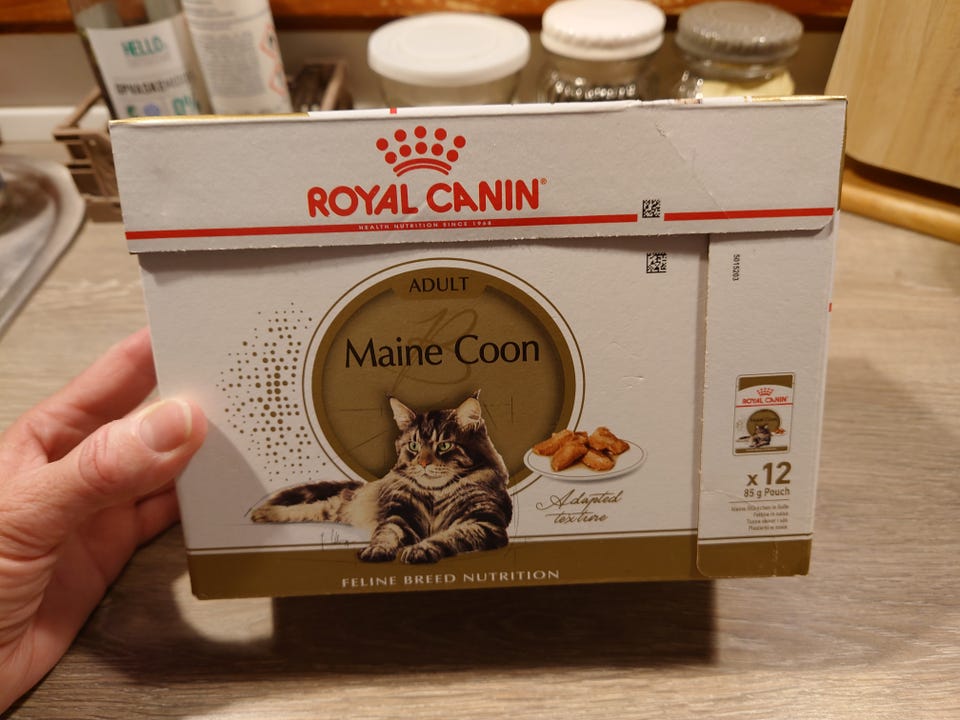 HELLO
ROYAL CANIN®
HEALTH NUTRITION SINCE 1968
5015203
ADULT
Maine Coon
Adapted
texture
ROYAL CANIN
x 12
85 g Pouch
FELINE BREED NUTRITION